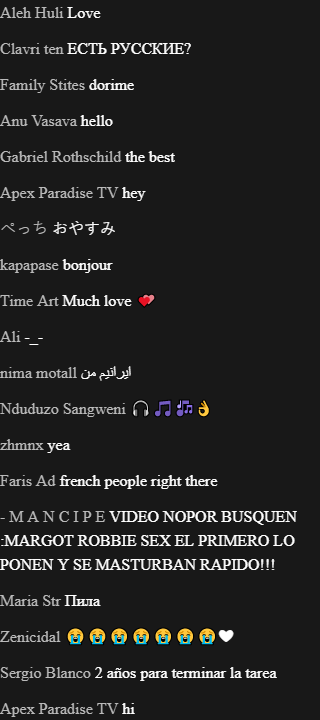 Aleh Huli Love
Clavri ten ЕСТЬ РУССКИЕ?
Family Stites dorime
Anu Vasava hello
Gabriel Rothschild the best
Apex Paradise TV hey
ぺっち おやすみ
kapapase bonjour
Time Art Much love 💕
Ali -_-
nima motall ایرانیم من
Nduduzo Sangweni 🎧 🎵 🎶 👌
zhmnx yea
Faris Ad french people right there
- M A N C I P E VIDEO NOPOR BUSQUEN
:MARGOT ROBBIE SEX EL PRIMERO LO
PONEN Y SE MASTURBAN RAPIDO!!!
Maria Str Пила
Zenicidal 😭 😭 😭 😭 😭 😭 😭🤍
Sergio Blanco 2 años para terminar la tarea
Apex Paradise TV hi